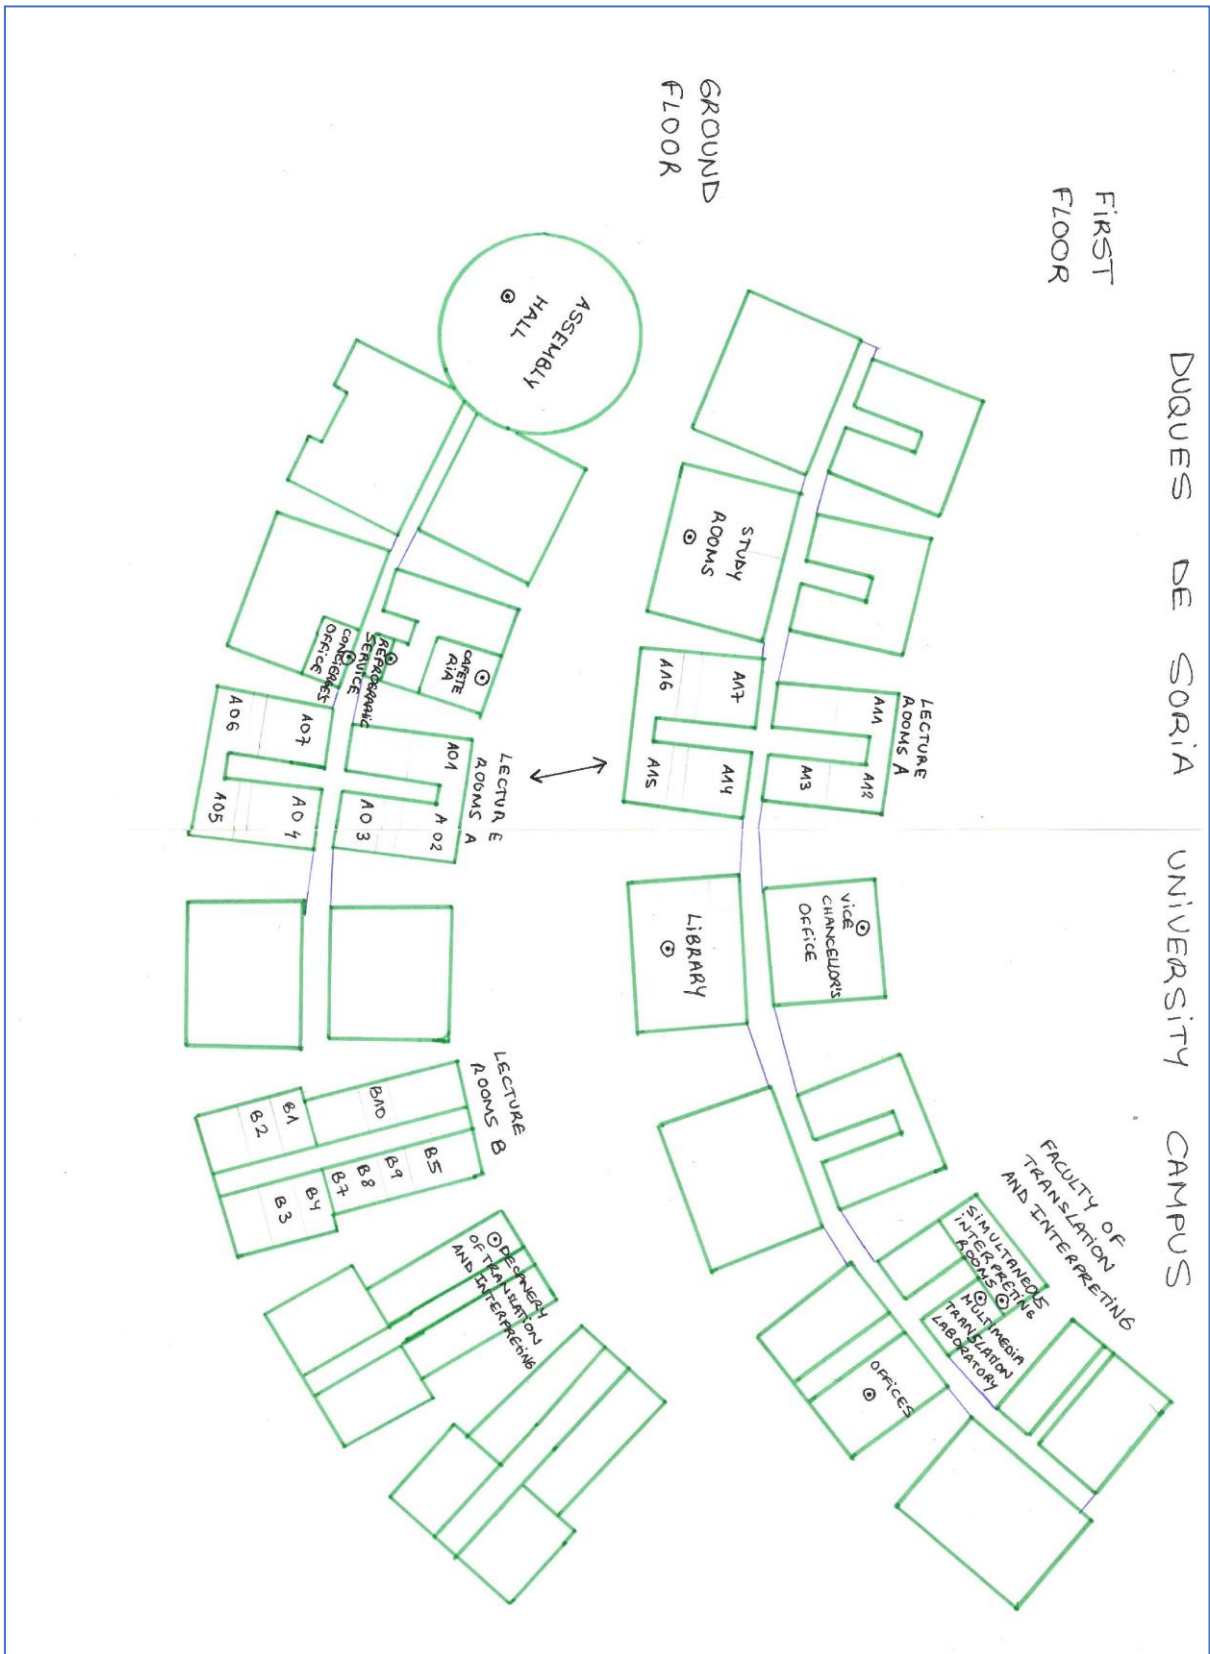 DUQUES DE SORIA UNIVERSITY CAMPUS
FIRST
FLOOR
LECTURE
ROOMS A
A11
A12
A13
A17
A16
A14
A15
STUDY
ROOMS
VICE
CHANCELLOR'S
OFFICE
LIBRARY
FACULTY OF
TRANSLATION
AND INTERPRETING
SIMULTANEOUS
INTERPRETING
ROOMS
MULTIMEDIA
TRANSLATION
LABORATORY
OFFICES
GROUND
FLOOR
ASSEMBLY
HALL
CAFETE
RIA
REPROGRAPHIC
SERVICE
OFFICE
LECTURE
ROOMS A
A01
A02
A03
A07
A06
A04
A05
LECTURE
ROOMS B
B10
B1
B2
B5
B9
B8
B7
B4
B3
DECANERY
OF TRANSLATION
AND INTERPRETING